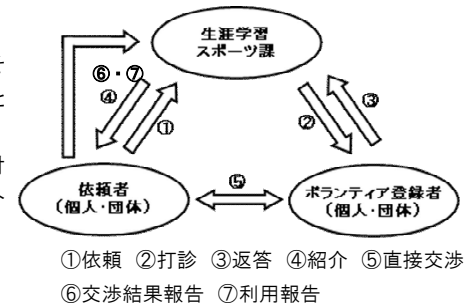 生涯学習
スポーツ課
⑥・⑦
④
①
②
③
⑤
依頼者
(個人・団体)
ボランティア登録者
(個人・団体)
①依頼 ②打診 ③返答 ④紹介 ⑤直接交渉
⑥交渉結果報告 ⑦利用報告